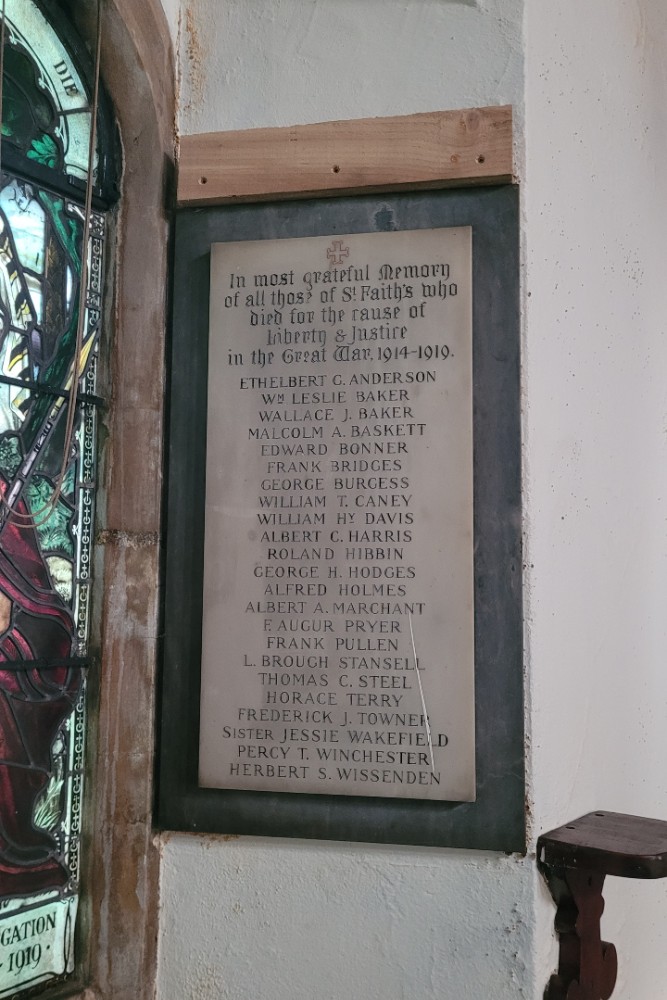 DIE
In most grateful Memory
of all those of St Faith's who
died for the cause of
Liberty & Justice
in the Great War. 1914-1919.
ETHELBERT G. ANDERSON
WM LESLIE BAKER
WALLACE J. BAKER
MALCOLM A. BASKETT
EDWARD BONNER
FRANK BRIDGES
GEORGE BURGESS
WILLIAM T. CANEY
WILLIAM HY DAVIS
ALBERT C. HARRIS
ROLAND HIBBIN
GEORGE H. HODGES
ALFRED HOLMES
ALBERT A. MARCHANT
F. AUGUR PRYER
FRANK PULLEN
L. BROUGH STANSELL
THOMAS C. STEEL
HORACE TERRY
FREDERICK J. TOWNER
SISTER JESSIE WAKEFIELD
PERCY T. WINCHESTER
HERBERT S. WISSENDEN
GATION
1919